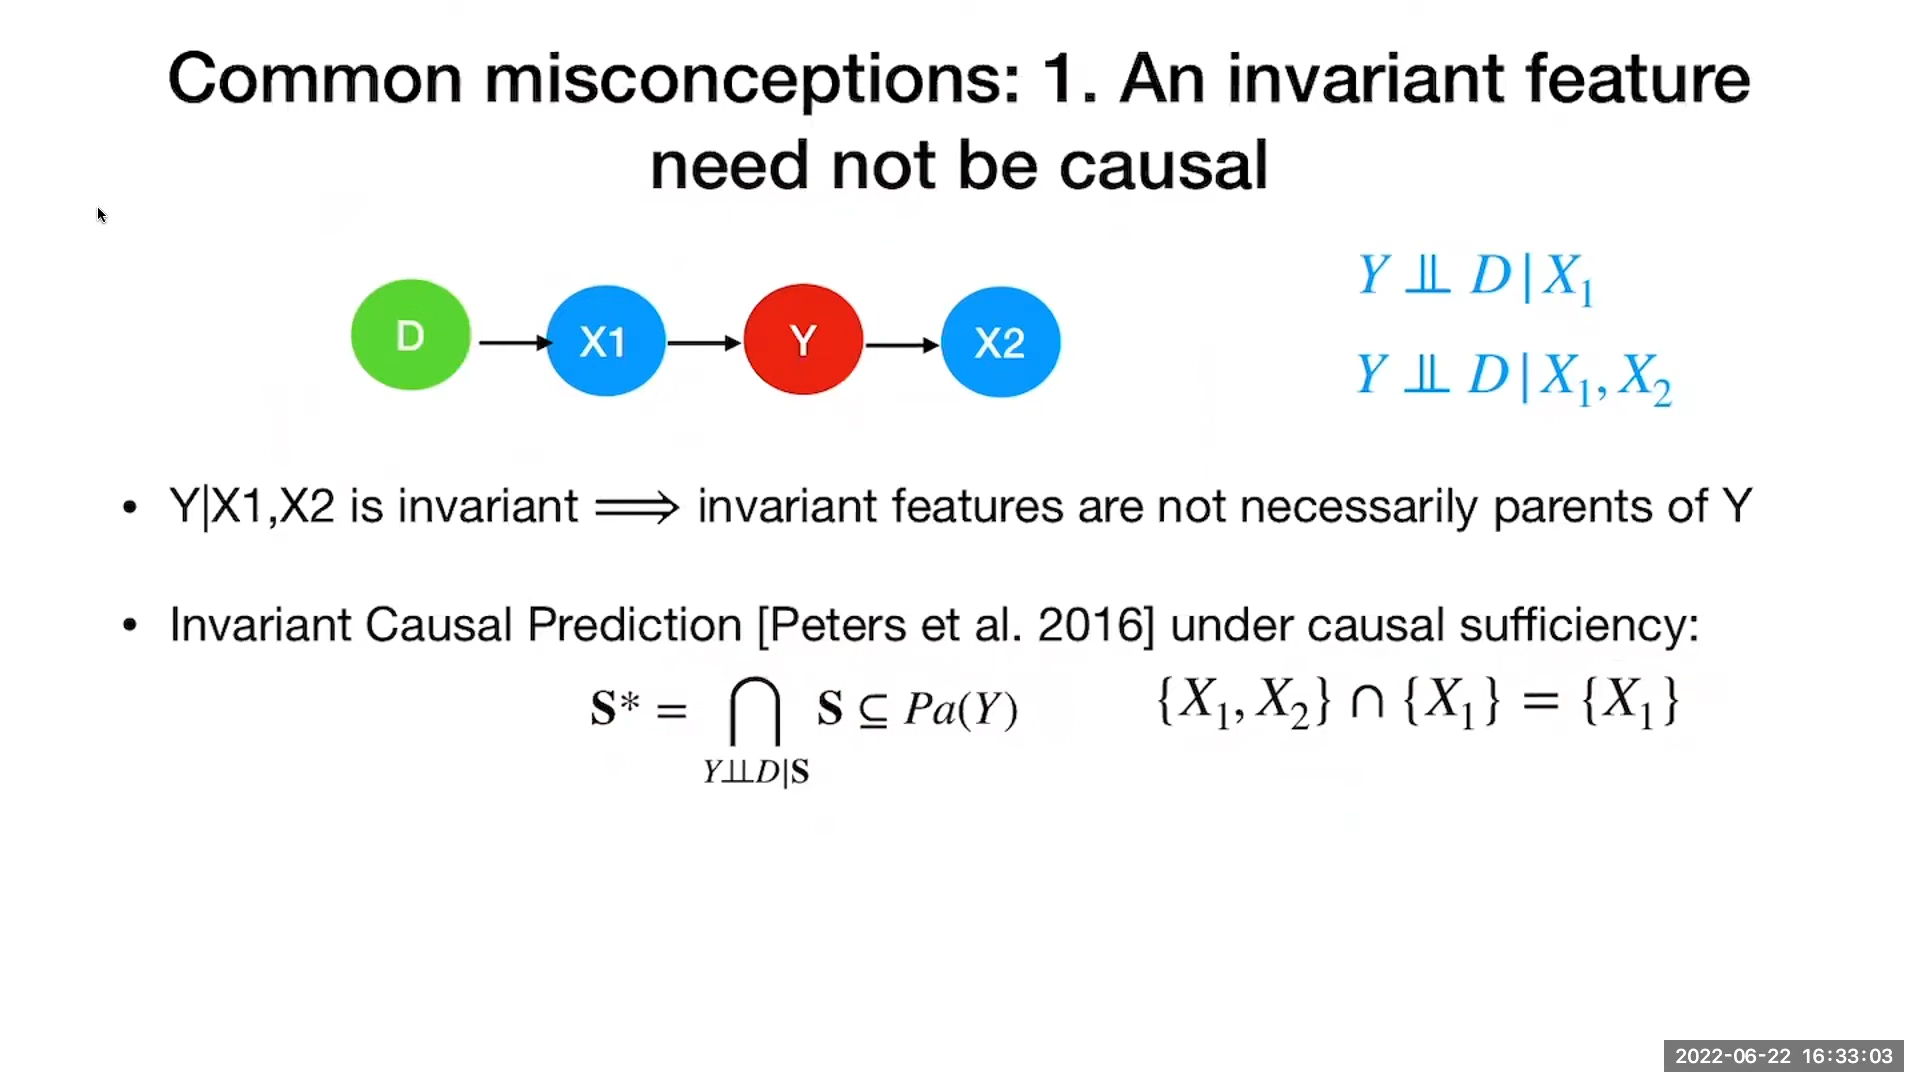 Common misconceptions: 1. An invariant feature
need not be causal
D
X1
Y
X2
Y ⫫ D | X₁
Y ⫫ D | X₁, X₂
• Y|X1,X2 is invariant ⟹ invariant features are not necessarily parents of Y
• Invariant Causal Prediction [Peters et al. 2016] under causal sufficiency:
S* = ⋂ S ⊆ Pa(Y)
Y⫫D|S
{X₁, X₂} ∩ {X₁} = {X₁}
2022-06-22 16:33:03